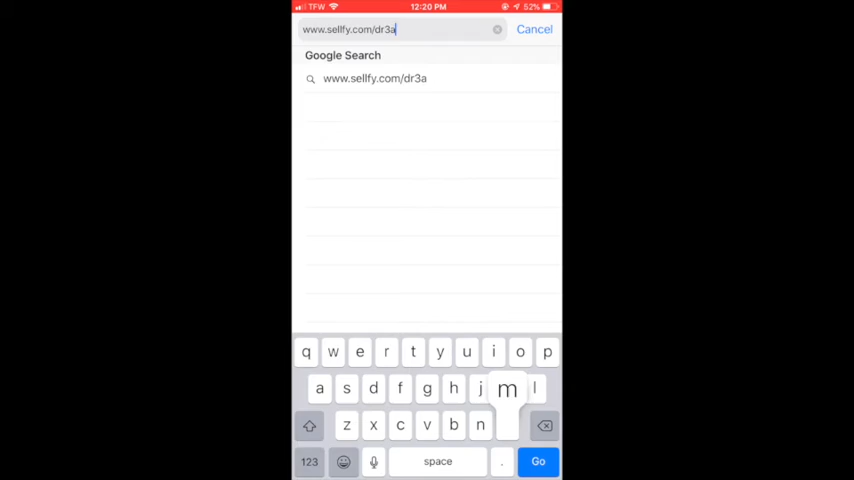 TFW 12:20 PM 52%
www.sellfy.com/dr3a Cancel
Google Search
www.sellfy.com/dr3a
q w e r t y u i o p
a s d f g h j m l
z x c v b n
123 space . Go